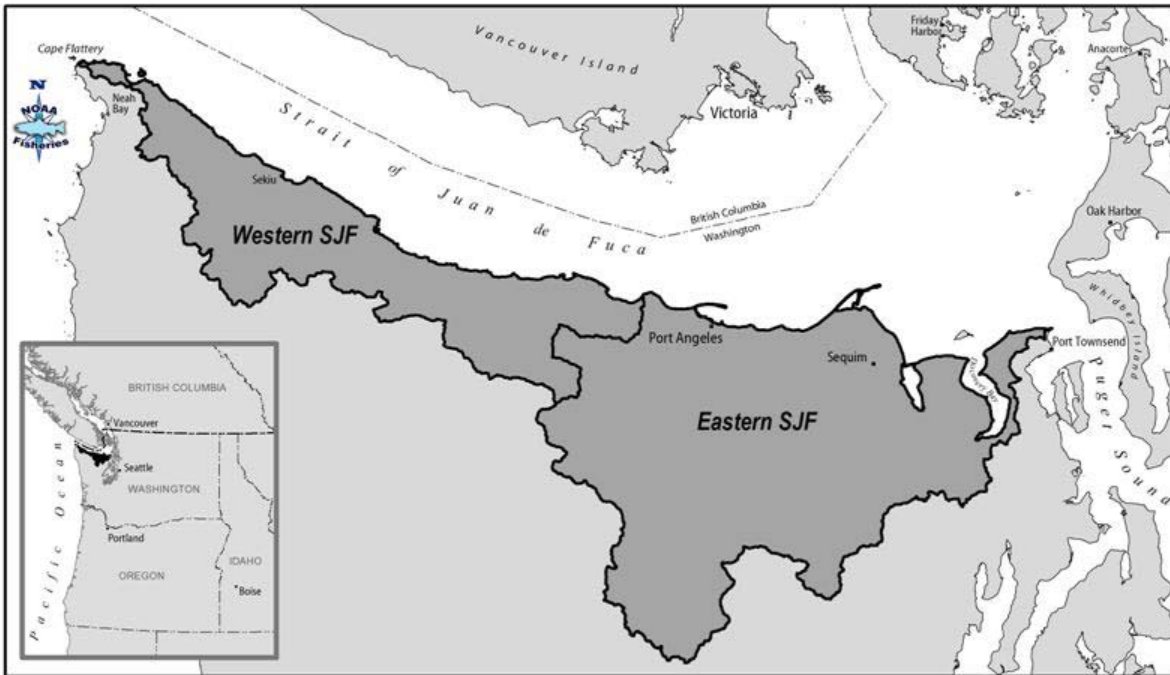 Cape Flattery
N
NOAA
Fisheries
Neah
Bay
Vancouver Island
Victoria
Friday
Harbor
Anacortes
Strait of Juan de Fuca
British Columbia
Washington
Sekiu
Western SJF
Oak Harbor
Whidbey Island
Port Angeles
Sequim
Discovery Bay
Port Townsend
Puget Sound
Eastern SJF
Pacific Ocean
BRITISH COLUMBIA
Vancouver
Seattle
WASHINGTON
Portland
OREGON
IDAHO
Boise